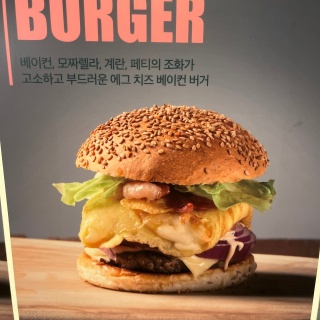 BURGER
베이컨, 모짜렐라, 계란, 페티의 조화가
고소하고 부드러운 에그 치즈 베이컨 버거